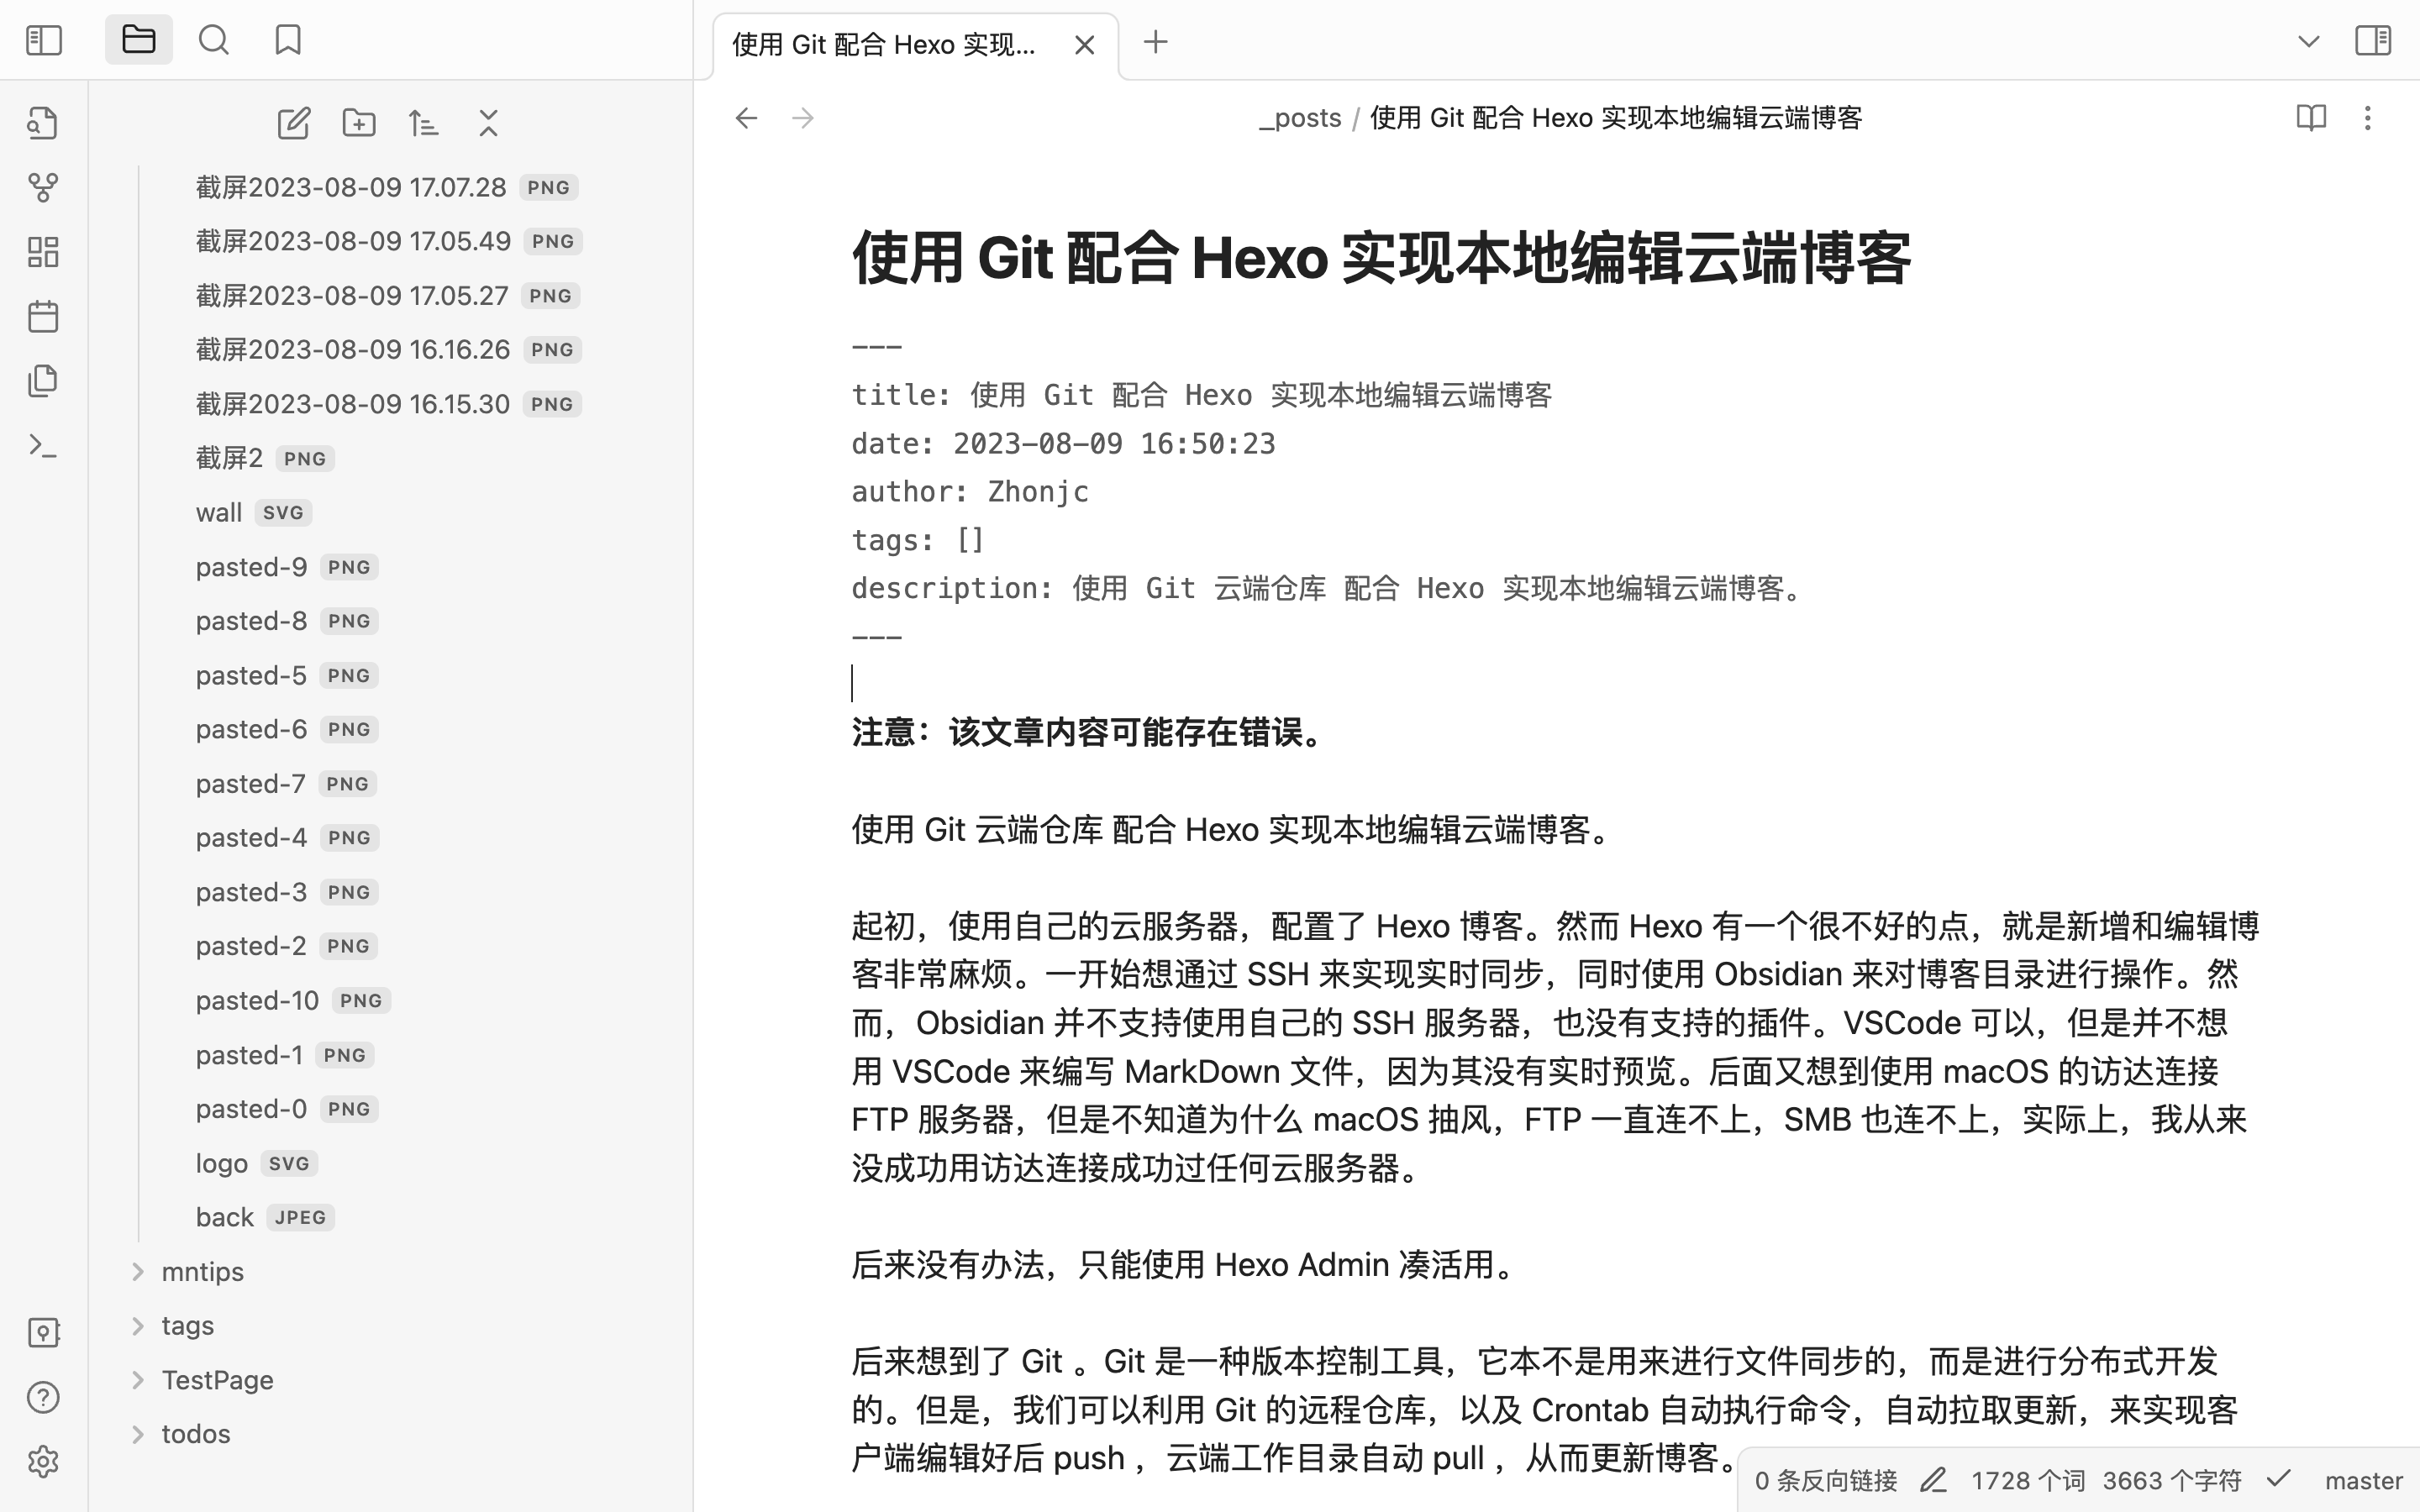 使用 Git 配合 Hexo 实现...
_posts / 使用 Git 配合 Hexo 实现本地编辑云端博客
截屏2023-08-09 17.07.28 PNG
截屏2023-08-09 17.05.49 PNG
截屏2023-08-09 17.05.27 PNG
截屏2023-08-09 16.16.26 PNG
截屏2023-08-09 16.15.30 PNG
截屏2 PNG
wall SVG
pasted-9 PNG
pasted-8 PNG
pasted-5 PNG
pasted-6 PNG
pasted-7 PNG
pasted-4 PNG
pasted-3 PNG
pasted-2 PNG
pasted-10 PNG
pasted-1 PNG
pasted-0 PNG
logo SVG
back JPEG
mntips
tags
TestPage
todos
使用 Git 配合 Hexo 实现本地编辑云端博客
---
title: 使用 Git 配合 Hexo 实现本地编辑云端博客
date: 2023-08-09 16:50:23
author: Zhonjc
tags: []
description: 使用 Git 云端仓库 配合 Hexo 实现本地编辑云端博客。
---
注意：该文章内容可能存在错误。
使用 Git 云端仓库 配合 Hexo 实现本地编辑云端博客。
起初，使用自己的云服务器，配置了 Hexo 博客。然而 Hexo 有一个很不好的点，就是新增和编辑博
客非常麻烦。一开始想通过 SSH 来实现实时同步，同时使用 Obsidian 来对博客目录进行操作。然
而，Obsidian 并不支持使用自己的 SSH 服务器，也没有支持的插件。VSCode 可以，但是并不想
用 VSCode 来编写 MarkDown 文件，因为其没有实时预览。后面又想到使用 macOS 的访达连接
FTP 服务器，但是不知道为什么 macOS 抽风，FTP 一直连不上，SMB 也连不上，实际上，我从来
没成功用访达连接成功过任何云服务器。
后来没有办法，只能使用 Hexo Admin 凑活用。
后来想到了 Git 。Git 是一种版本控制工具，它本不是用来进行文件同步的，而是进行分布式开发
的。但是，我们可以利用 Git 的远程仓库，以及 Crontab 自动执行命令，自动拉取更新，来实现客
户端编辑好后 push ，云端工作目录自动 pull ，从而更新博客。
0 条反向链接 1728 个词 3663 个字符 master